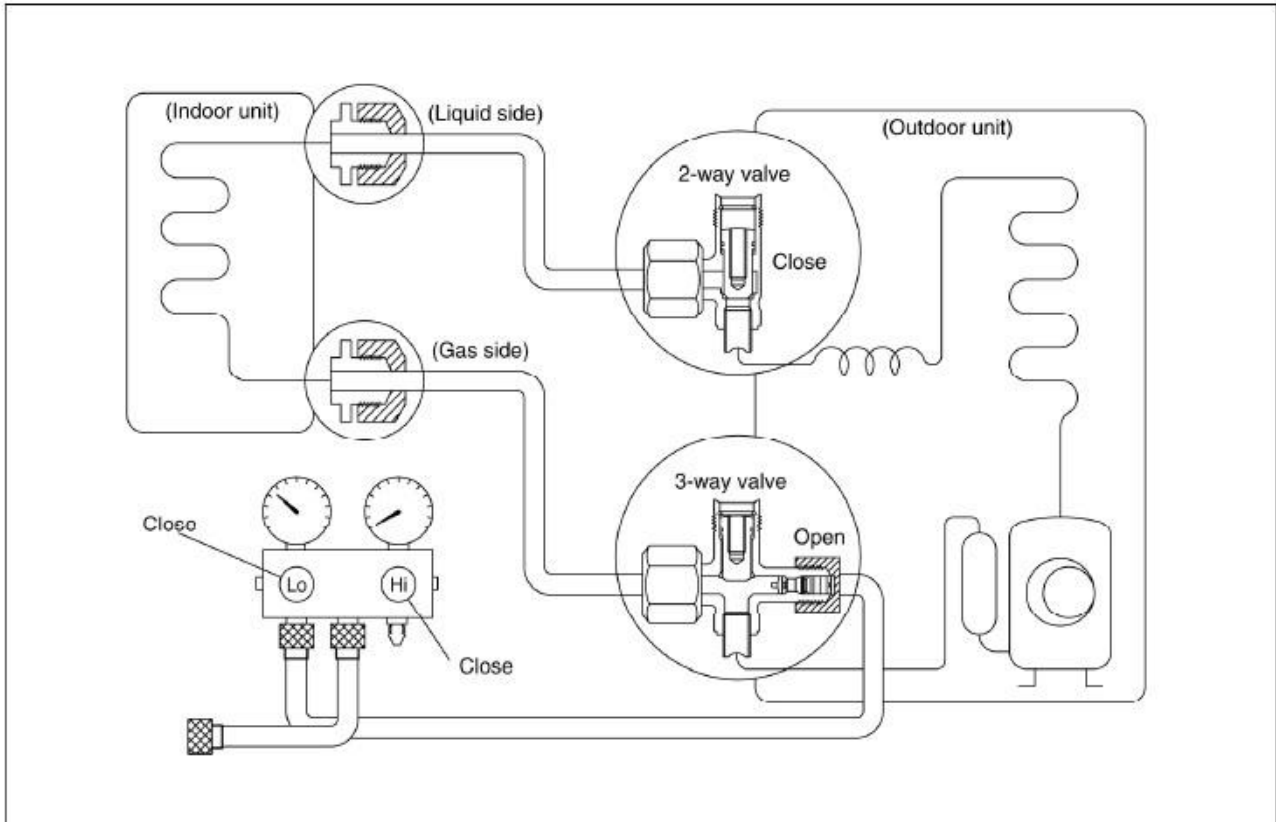 (Indoor unit)
(Liquid side)
(Outdoor unit)
2-way valve
Close
(Gas side)
3-way valve
Open
Close
Lo
Hi
Close